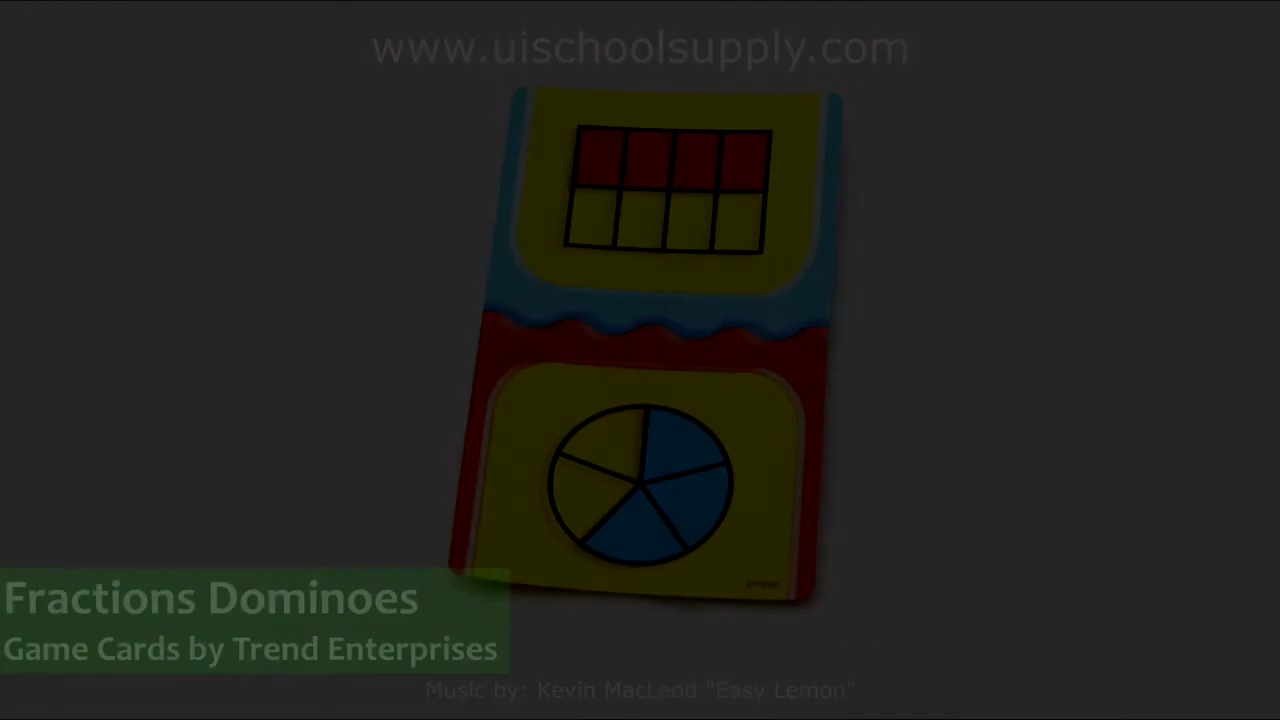 www.uischoolsupply.com
Fractions Dominoes
Game Cards by Trend Enterprises
Music by: Kevin MacLeod "Easy Lemon"